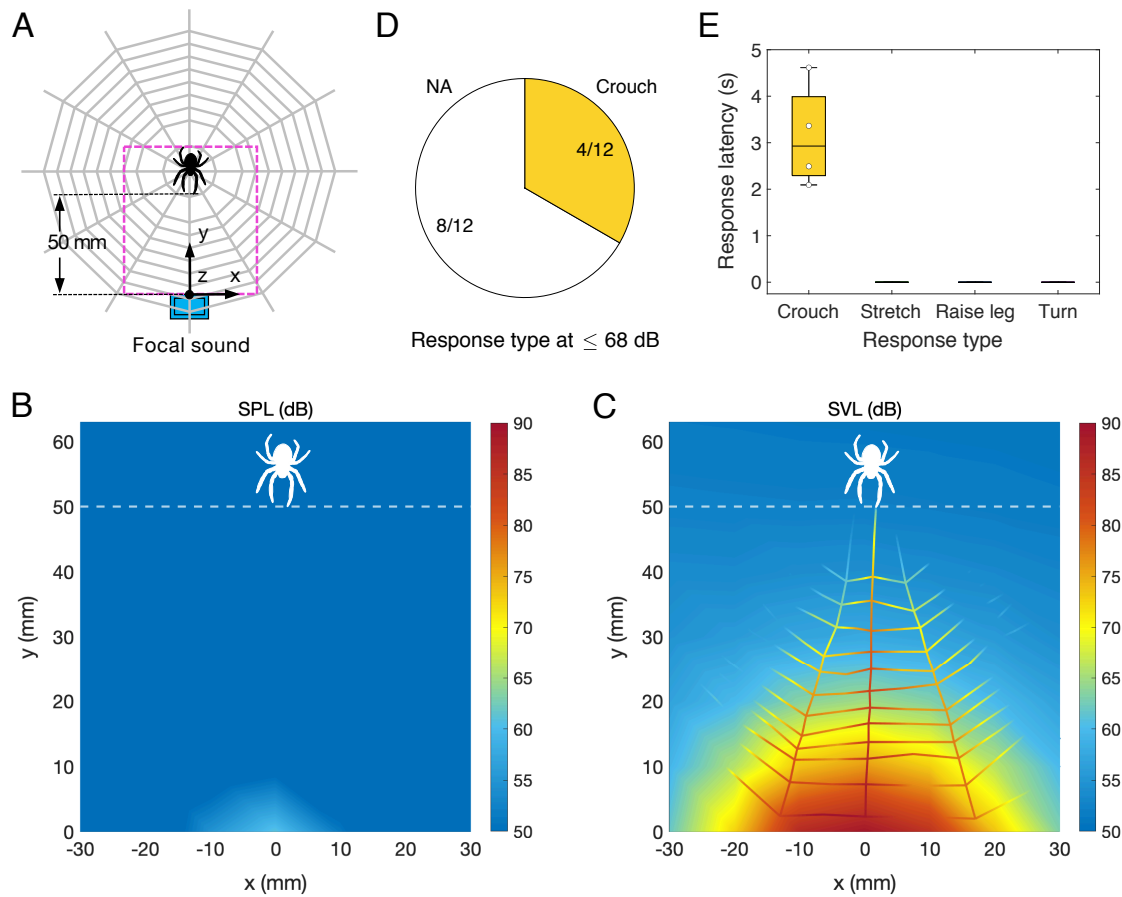 A
50 mm
y
z
x
Focal sound
D
NA
Crouch
4/12
8/12
Response type at ≤ 68 dB
E
Response latency (s)
5
4
3
2
1
0
Crouch Stretch Raise leg Turn
Response type
B
SPL (dB)
y (mm)
60
50
40
30
20
10
0
-30 -20 -10 0 10 20 30
x (mm)
90
85
80
75
70
65
60
55
50
C
SVL (dB)
y (mm)
60
50
40
30
20
10
0
-30 -20 -10 0 10 20 30
x (mm)
90
85
80
75
70
65
60
55
50